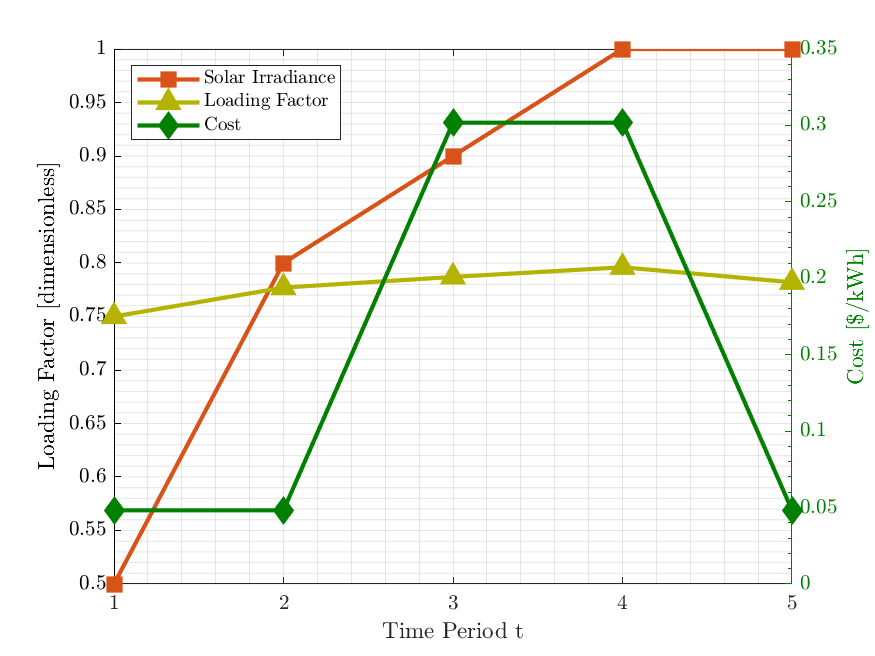 Solar Irradiance
Loading Factor
Cost
Loading Factor [dimensionless]
1
0.95
0.9
0.85
0.8
0.75
0.7
0.65
0.6
0.55
0.5
0.35
0.3
0.25
0.2
0.15
0.1
0.05
0
Cost [$/kWh]
1 2 3 4 5
Time Period t